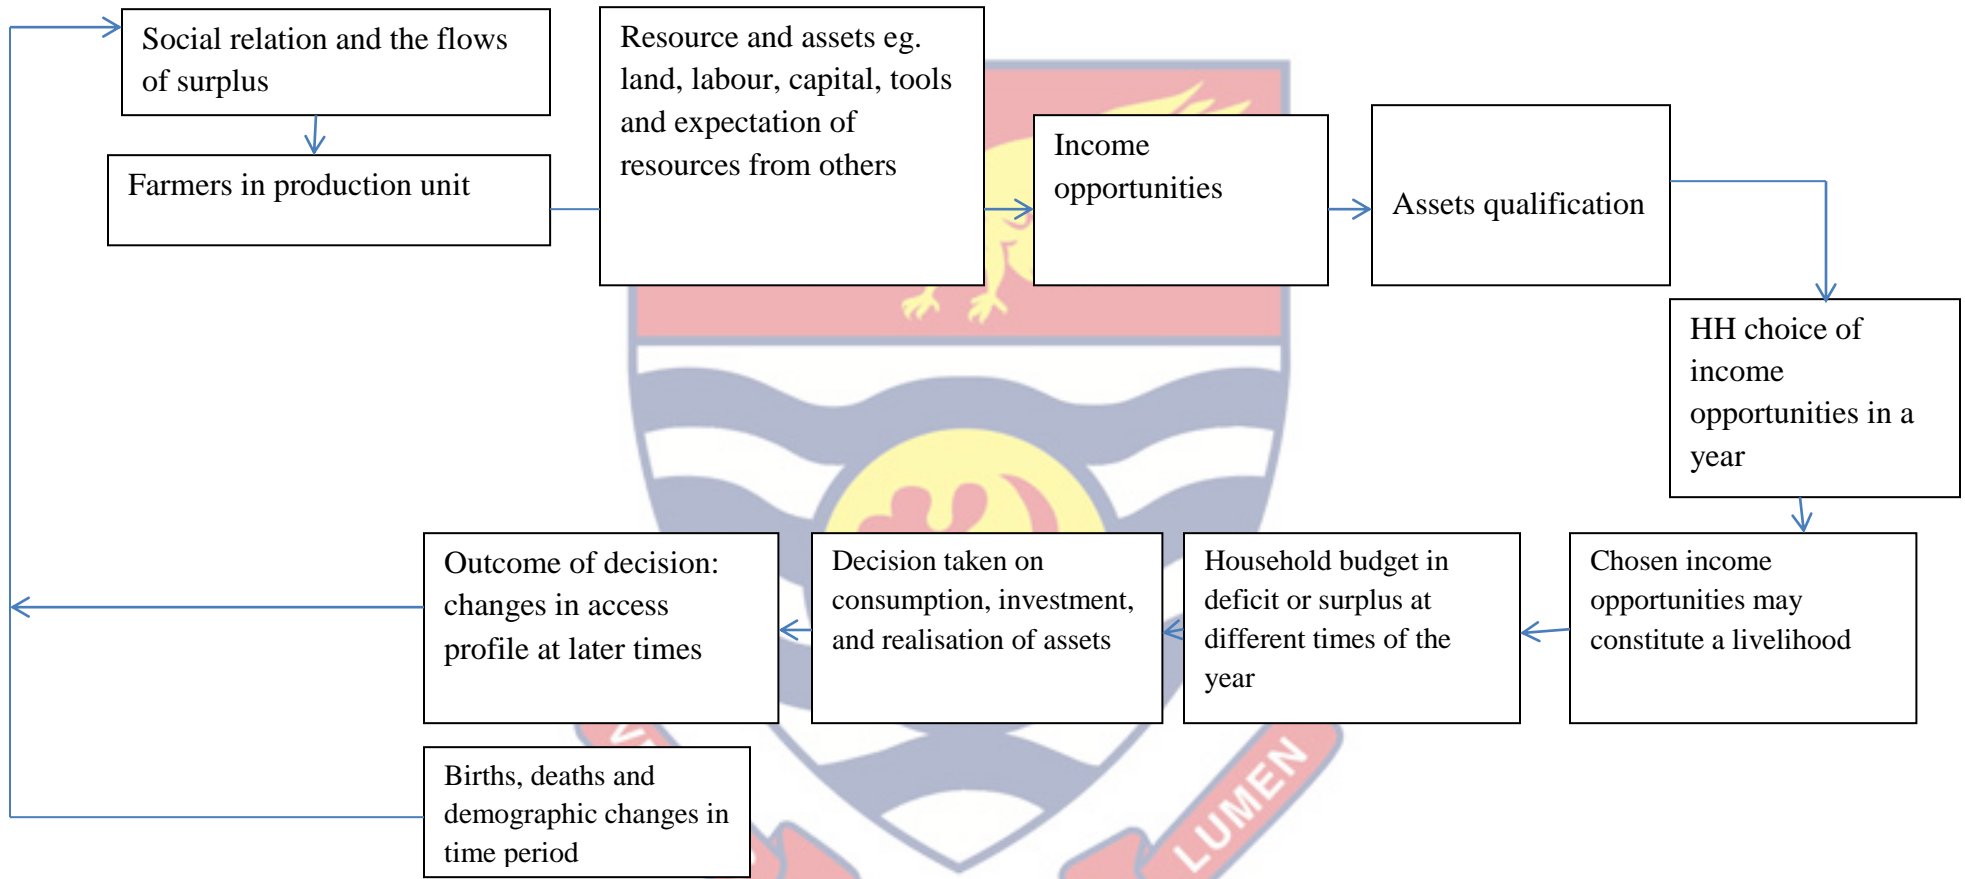 Social relation and the flows
of surplus
Farmers in production unit
Resource and assets eg.
land, labour, capital, tools
and expectation of
resources from others
Income
opportunities
Assets qualification
HH choice of
income
opportunities in a
year
Chosen income
opportunities may
constitute a livelihood
Household budget in
deficit or surplus at
different times of the
year
Decision taken on
consumption, investment,
and realisation of assets
Outcome of decision:
changes in access
profile at later times
Births, deaths and
demographic changes in
time period
LUMEN